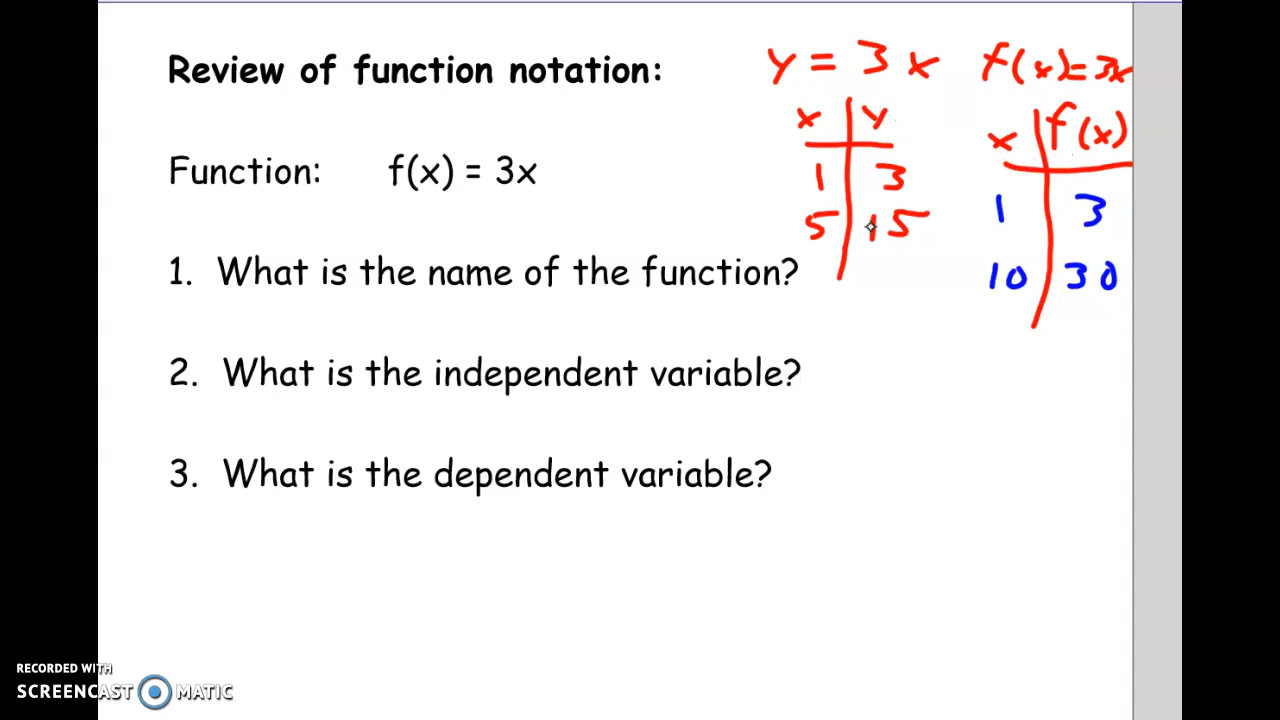 Review of function notation:
y = 3x
f(x)=3x
Function: f(x) = 3x
x y
1 3
5 15
x f(x)
1 3
10 30
1. What is the name of the function?
2. What is the independent variable?
3. What is the dependent variable?
RECORDED WITH
SCREENCAST MATIC